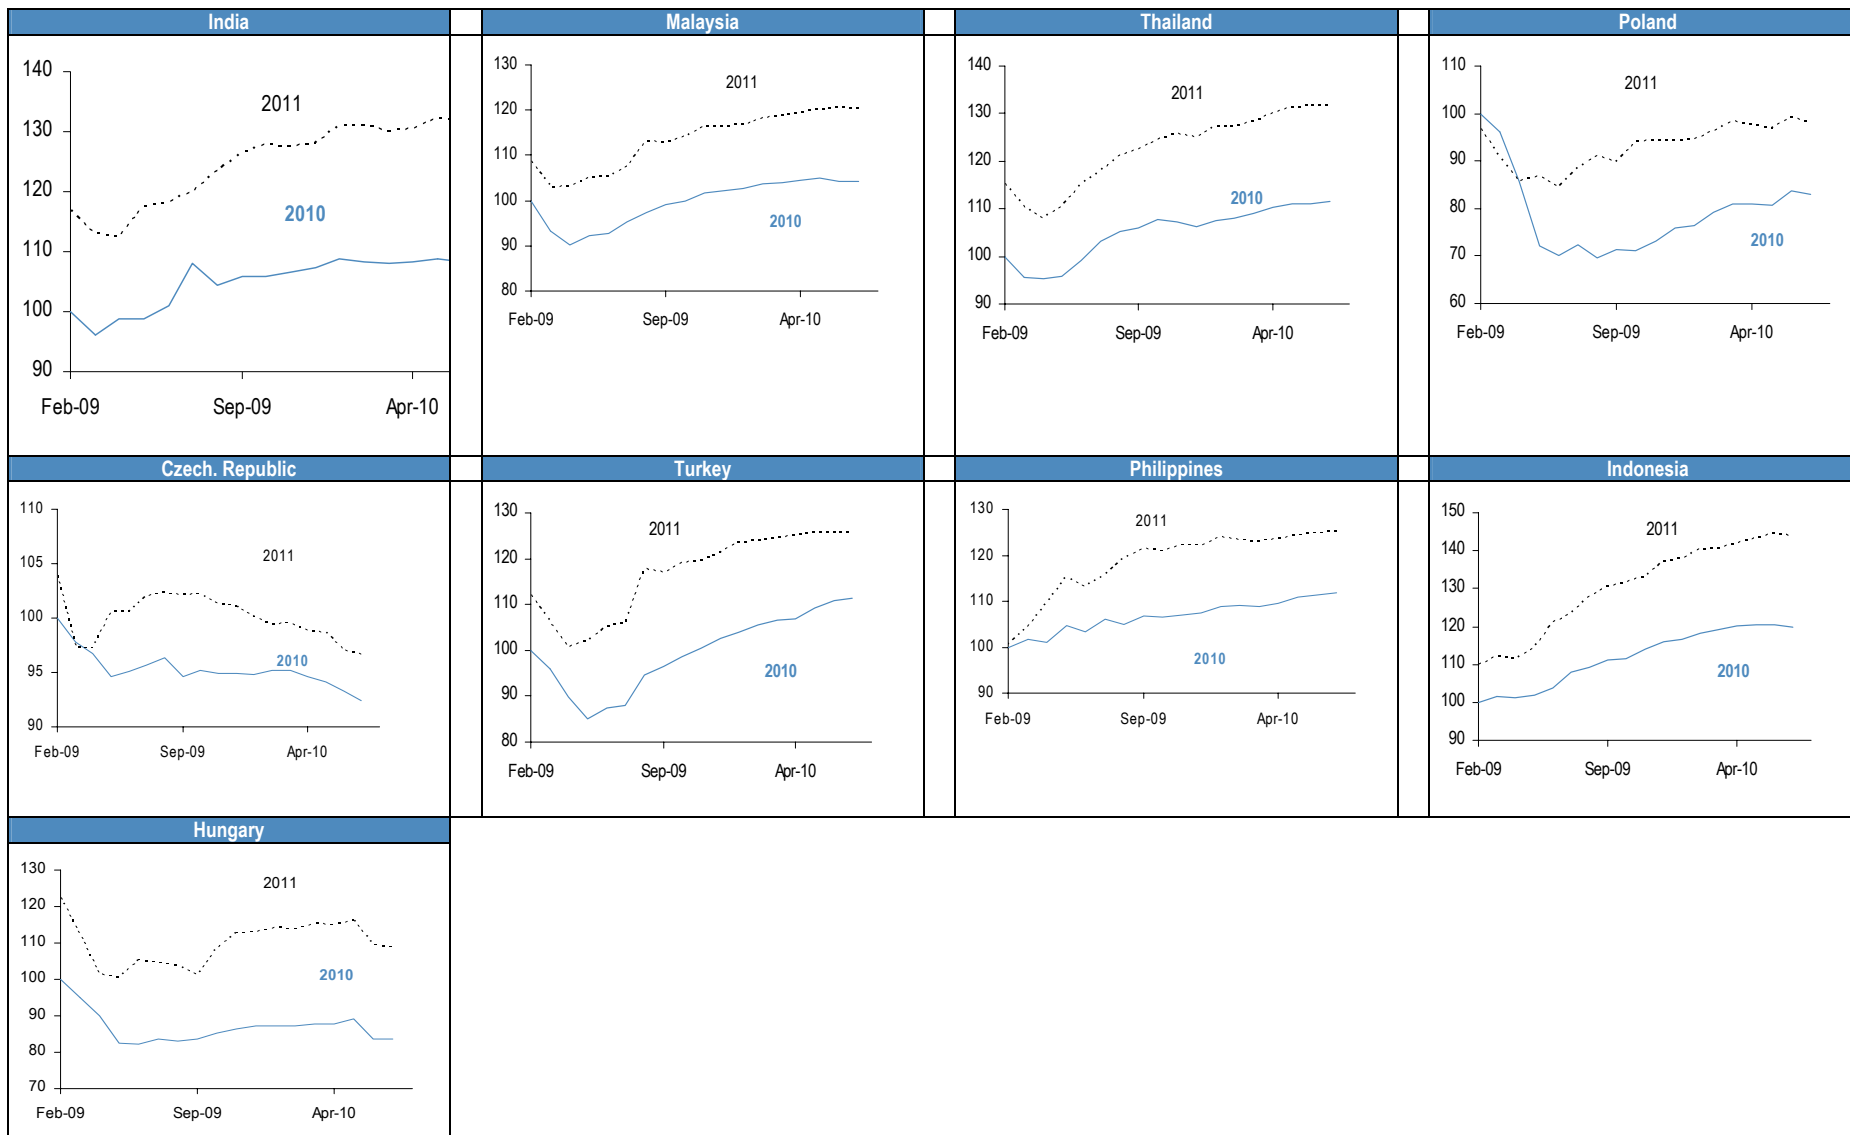 India
Malaysia
Thailand
Poland
140
130
120
110
100
90
2011
2010
Feb-09
Sep-09
Apr-10
130
120
110
100
90
80
2011
2010
Feb-09
Sep-09
Apr-10
140
130
120
110
100
90
2011
2010
Feb-09
Sep-09
Apr-10
110
100
90
80
70
60
2011
2010
Feb-09
Sep-09
Apr-10
Czech. Republic
Turkey
Philippines
Indonesia
110
105
100
95
90
2011
2010
Feb-09
Sep-09
Apr-10
130
120
110
100
90
80
2011
2010
Feb-09
Sep-09
Apr-10
130
120
110
100
90
2011
2010
Feb-09
Sep-09
Apr-10
150
140
130
120
110
100
90
2011
2010
Feb-09
Sep-09
Apr-10
Hungary
130
120
110
100
90
80
70
2011
2010
Feb-09
Sep-09
Apr-10